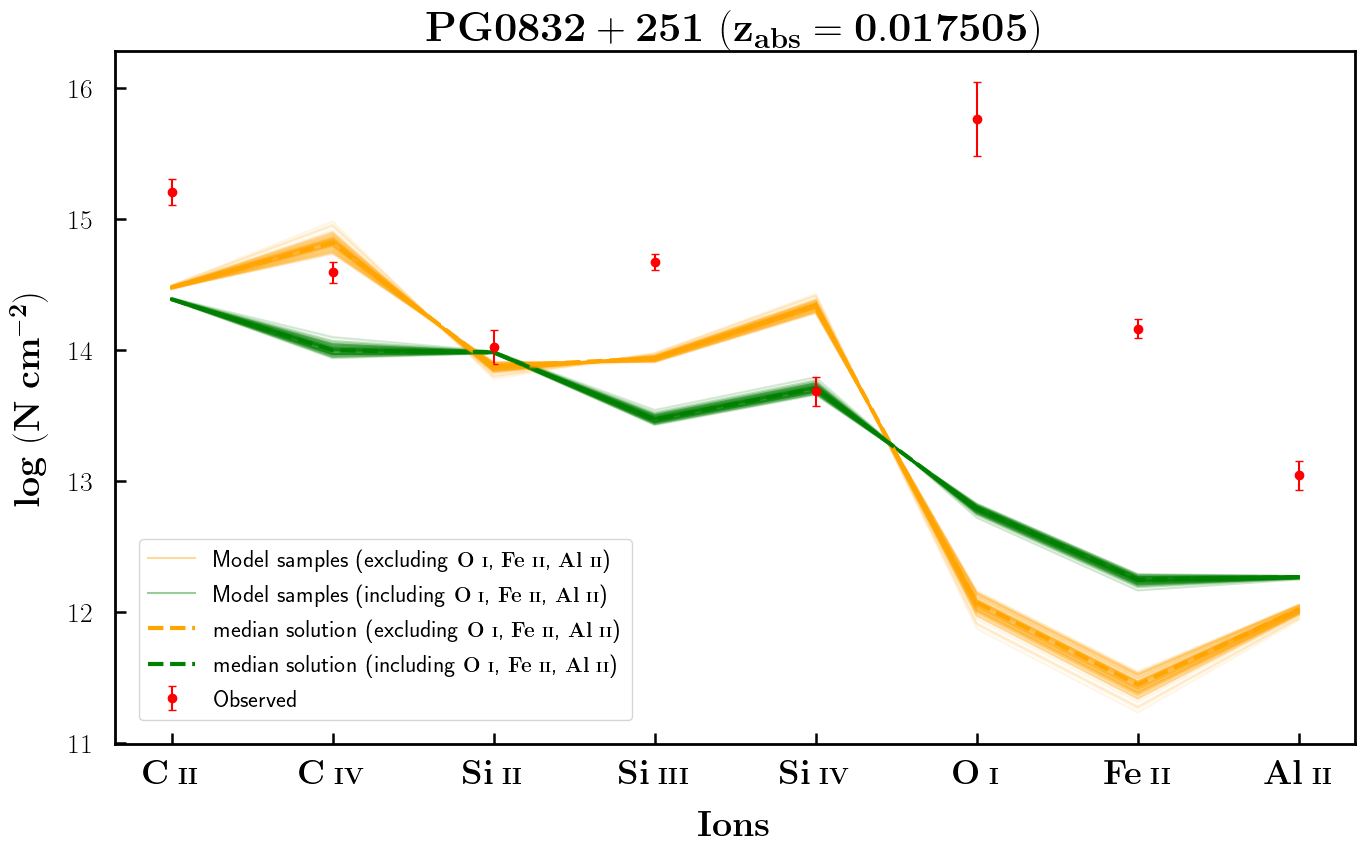 PG0832 + 251 (z_abs = 0.017505)
log (N cm⁻²)
16
15
14
13
12
11
Model samples (excluding O I, Fe II, Al II)
Model samples (including O I, Fe II, Al II)
median solution (excluding O I, Fe II, Al II)
median solution (including O I, Fe II, Al II)
Observed
C II C IV Si II Si III Si IV O I Fe II Al II
Ions